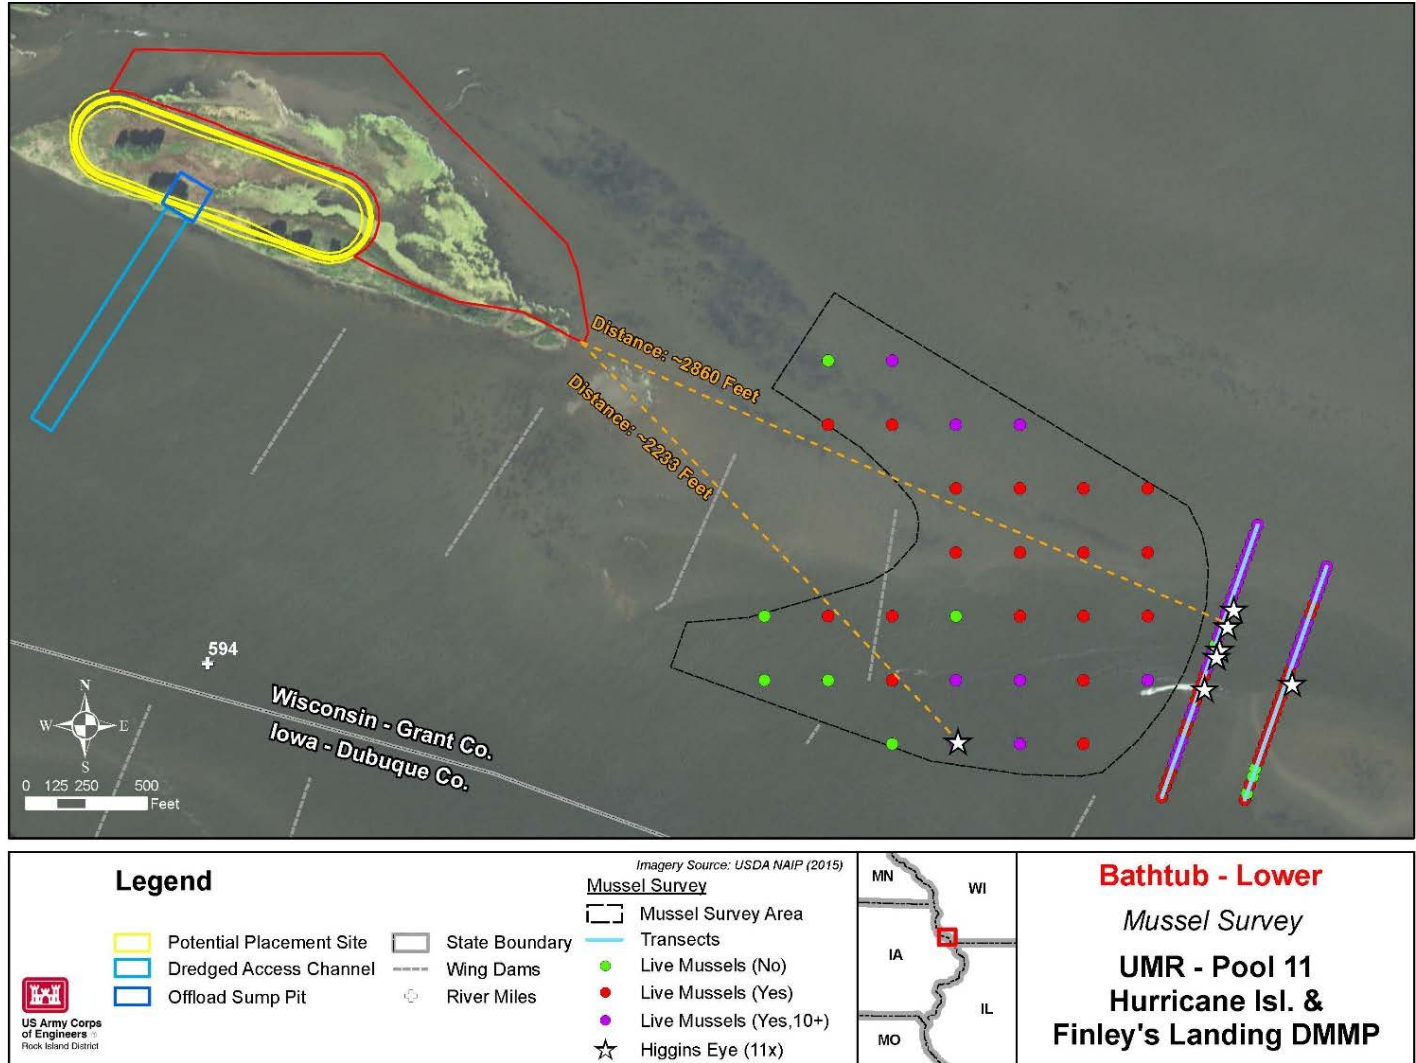 Distance: ~2860 Feet
Distance: ~2233 Feet
594
Wisconsin - Grant Co.
Iowa - Dubuque Co.
N
W E
S
0 125 250 500
Feet
Imagery Source: USDA NAIP (2015)
Legend
Potential Placement Site
Dredged Access Channel
Offload Sump Pit
State Boundary
Wing Dams
River Miles
Mussel Survey
Mussel Survey Area
Transects
Live Mussels (No)
Live Mussels (Yes)
Live Mussels (Yes,10+)
Higgins Eye (11x)
US Army Corps
of Engineers ®
Rock Island District
MN
WI
IA
IL
MO
Bathtub - Lower
Mussel Survey
UMR - Pool 11
Hurricane Isl. &
Finley's Landing DMMP